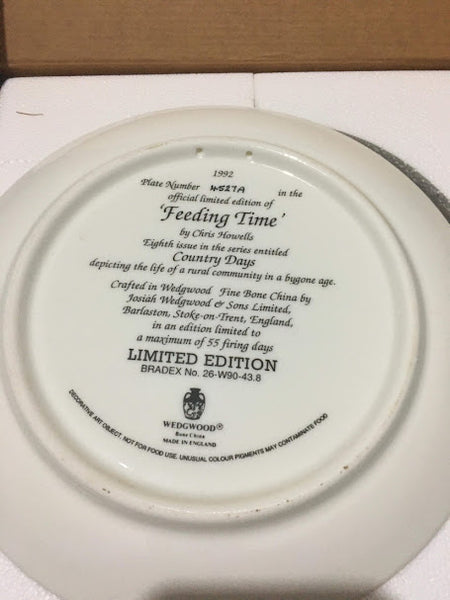 1992
Plate Number 4527A in the
official limited edition of
'Feeding Time'
by Chris Howells
Eighth issue in the series entitled
Country Days
depicting the life of a rural community in a bygone age.
Crafted in Wedgwood Fine Bone China by
Josiah Wedgwood & Sons Limited,
Barlaston, Stoke-on-Trent, England,
in an edition limited to
a maximum of 55 firing days
LIMITED EDITION
BRADEX No. 26-W90-43.8
WEDGWOOD®
Bone China
MADE IN ENGLAND
DECORATIVE ART OBJECT. NOT FOR FOOD USE. UNUSUAL COLOUR PIGMENTS MAY CONTAMINATE FOOD